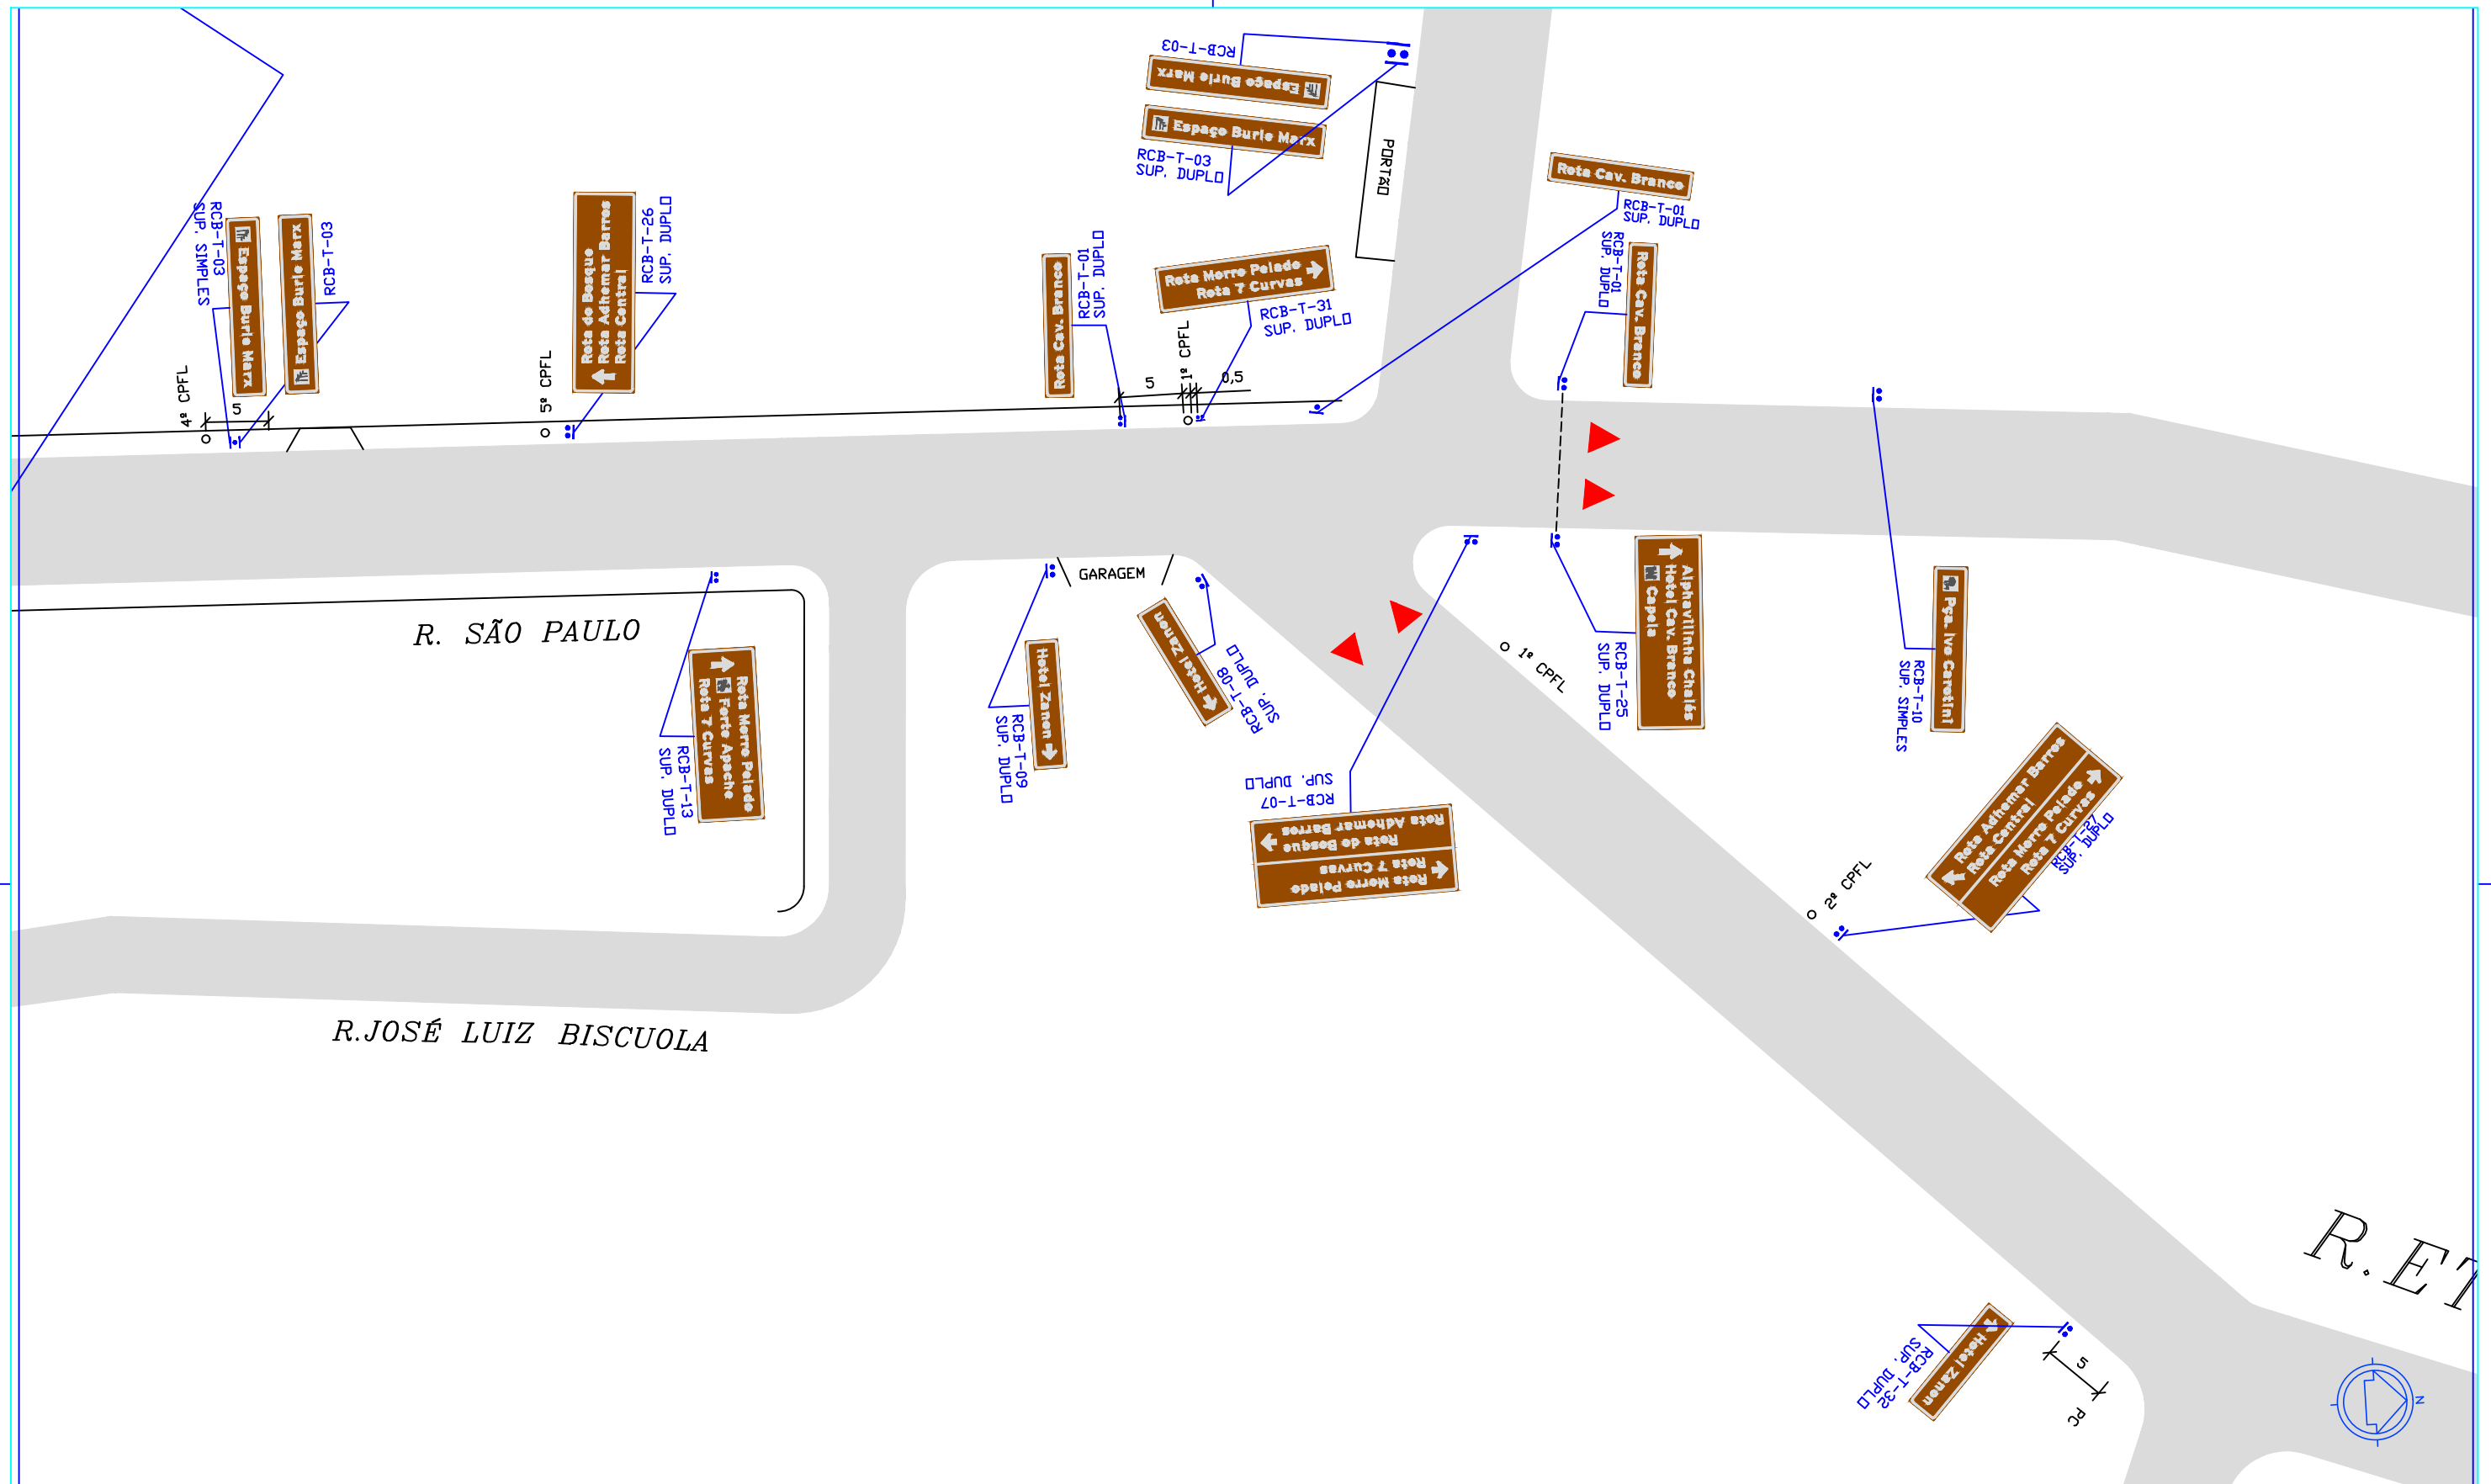 RCB-T-03
Espaço Burle Marx
Espaço Burle Marx
RCB-T-03
SUP. DUPLO
PORTÃO
Rota Cav. Branco
RCB-T-01
SUP. DUPLO
RCB-T-03
SUP. SIMPLES
Espaço Burle Marx
Espaço Burle Marx
RCB-T-03
4º CPFL
5
5º CPFL
Rota do Bosque
Rota Adhemar Barros
Rota Central
RCB-T-26
SUP. DUPLO
Rota Cav. Branco
RCB-T-01
SUP. DUPLO
Rota Morro Pelado
Rota 7 Curvas
RCB-T-31
SUP. DUPLO
5
1º CPFL
0,5
RCB-T-01
SUP. DUPLO
Rota Cav. Branco
R. SÃO PAULO
Rota Morro Pelado
Forte Apache
Rota 7 Curvas
RCB-T-13
SUP. DUPLO
GARAGEM
Hotel Zanon
RCB-T-09
SUP. DUPLO
Hotel Zanon
RCB-T-08
SUP. DUPLO
1º CPFL
Alphavillinha Chalés
Hotel Cav. Branco
Capela
RCB-T-25
SUP. DUPLO
Pça. Ivo Carotini
RCB-T-10
SUP. SIMPLES
RCB-T-07
SUP. DUPLO
Rota Morro Pelado
Rota 7 Curvas
Rota do Bosque
Rota Adhemar Barros
Rota Adhemar Barros
Rota Central
Rota Morro Pelado
Rota 7 Curvas
RCB-T-27
SUP. DUPLO
2º CPFL
R.JOSÉ LUIZ BISCUOLA
R.ET
Hotel Zanon
RCB-T-32
SUP. DUPLO
5
PC
N